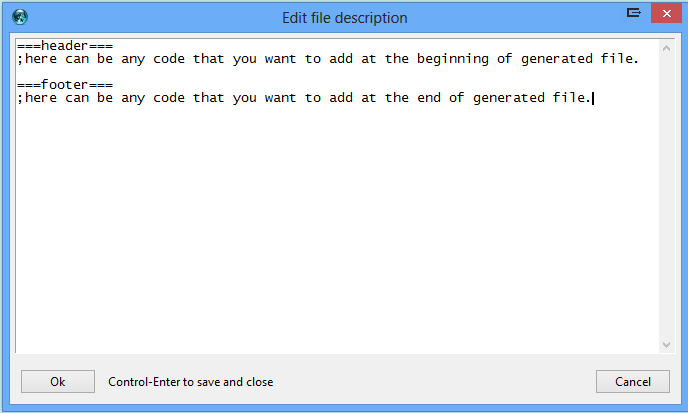 Edit file description
===header===
;here can be any code that you want to add at the beginning of generated file.
===footer===
;here can be any code that you want to add at the end of generated file.
Ok
Control-Enter to save and close
Cancel